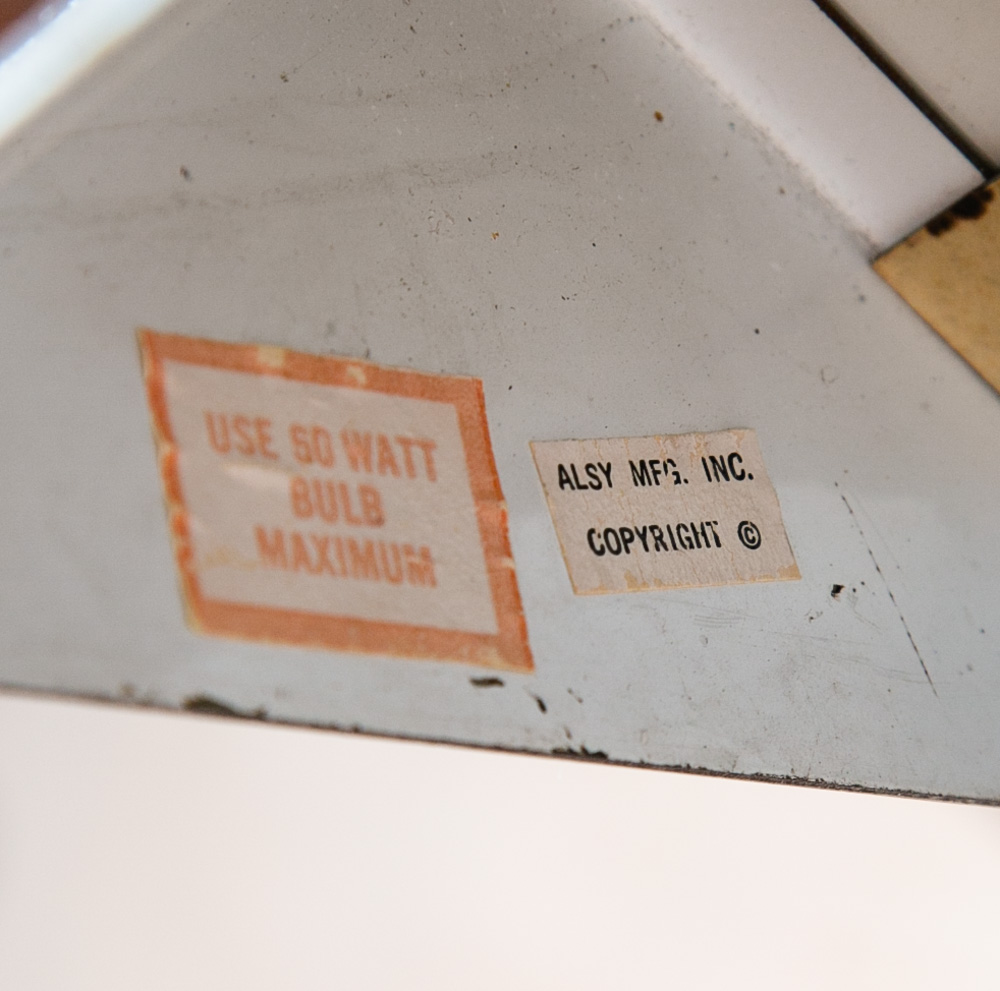 USE 60 WATT
BULB
MAXIMUM
ALSY MFG. INC.
COPYRIGHT ©